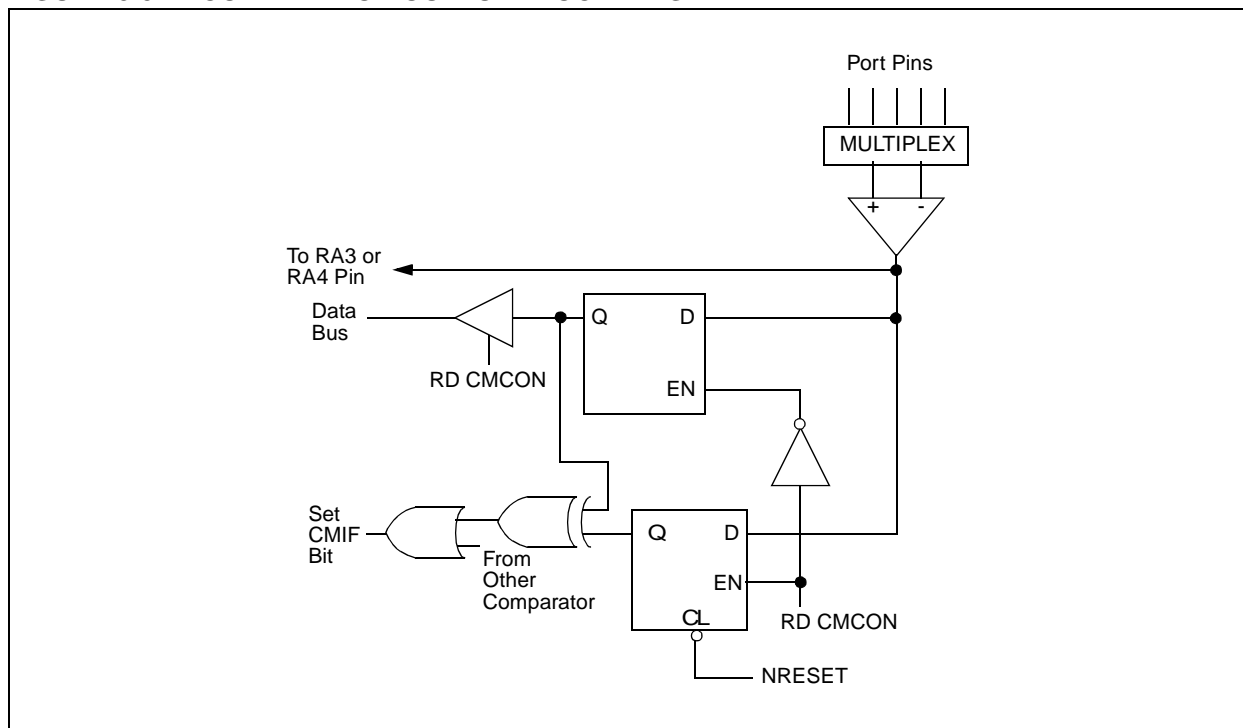 Port Pins
MULTIPLEX
+ -
To RA3 or
RA4 Pin
Data
Bus
Q D
RD CMCON
EN
Set
CMIF
Bit
From
Other
Comparator
Q D
EN
CL
RD CMCON
NRESET